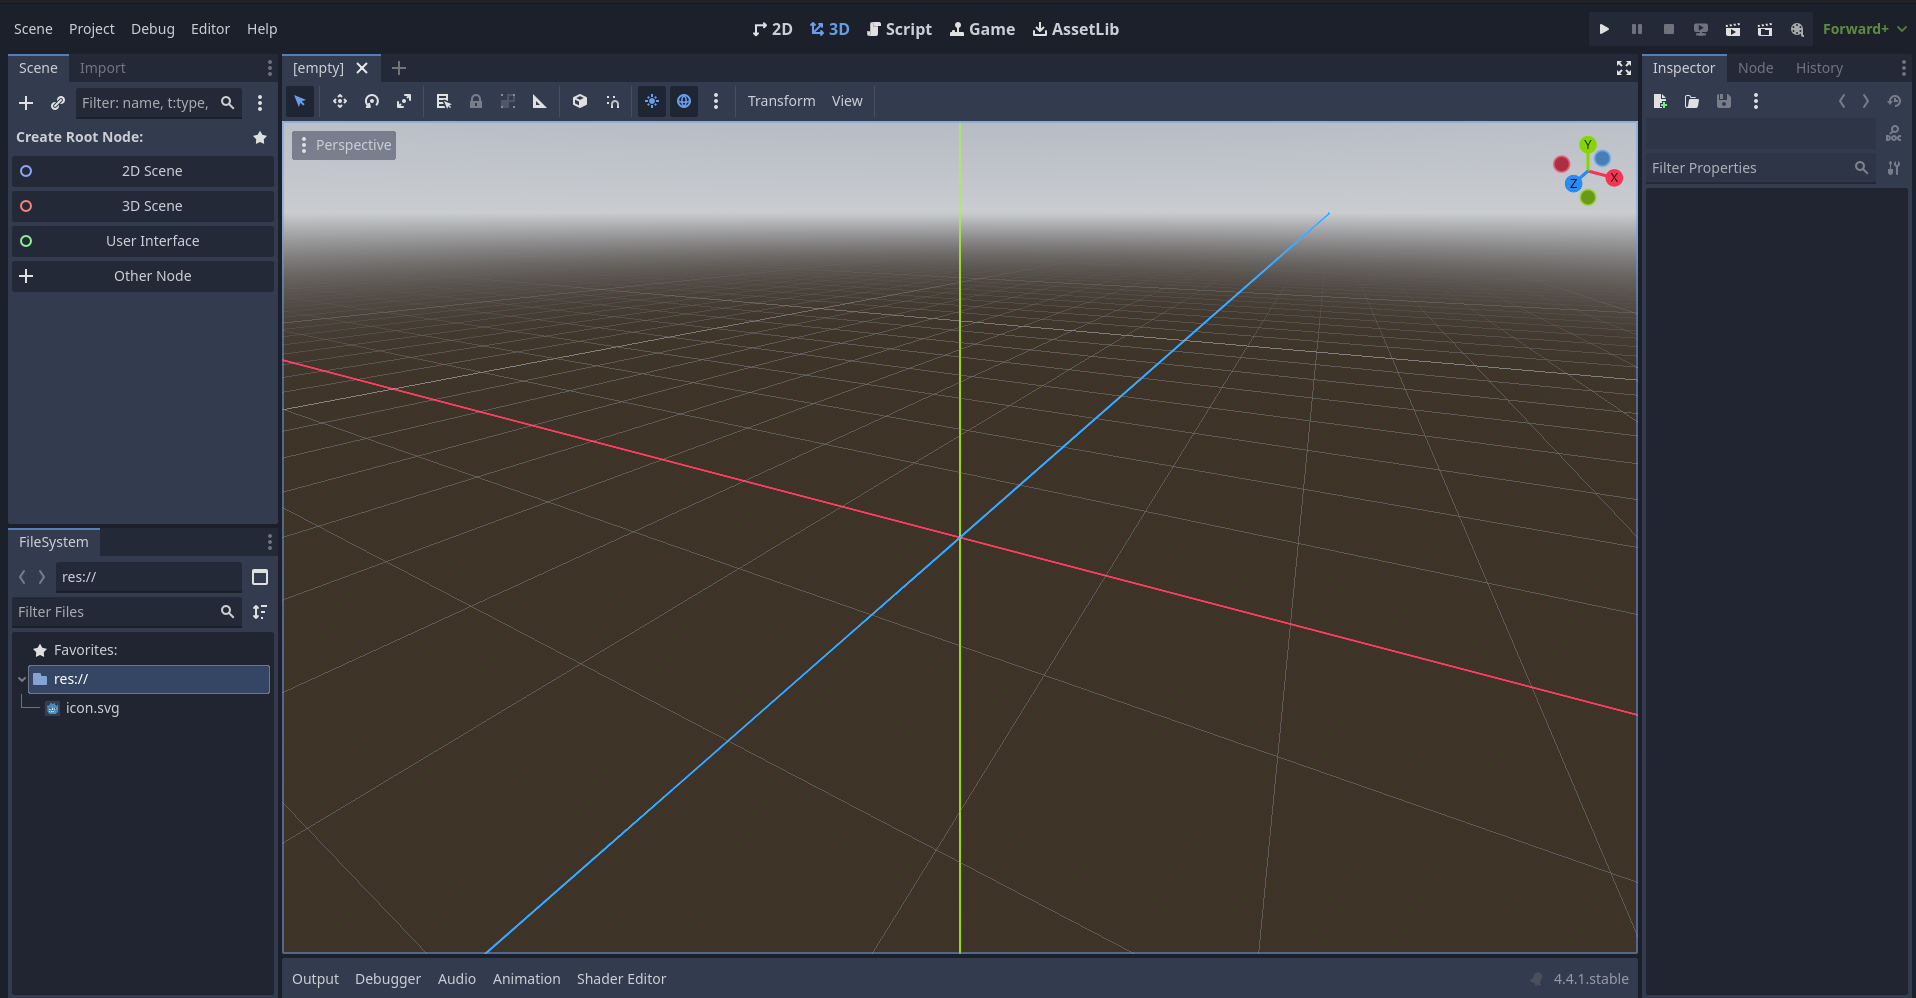 Scene Project Debug Editor Help
2D 3D Script Game AssetLib
Forward+
Scene Import
Filter: name, t:type,
Create Root Node:
2D Scene
3D Scene
User Interface
Other Node
FileSystem
res://
Filter Files
Favorites:
res://
icon.svg
[empty]
Transform View
Perspective
Y
X
Z
Output Debugger Audio Animation Shader Editor
4.4.1.stable
Inspector Node History
DOC
Filter Properties